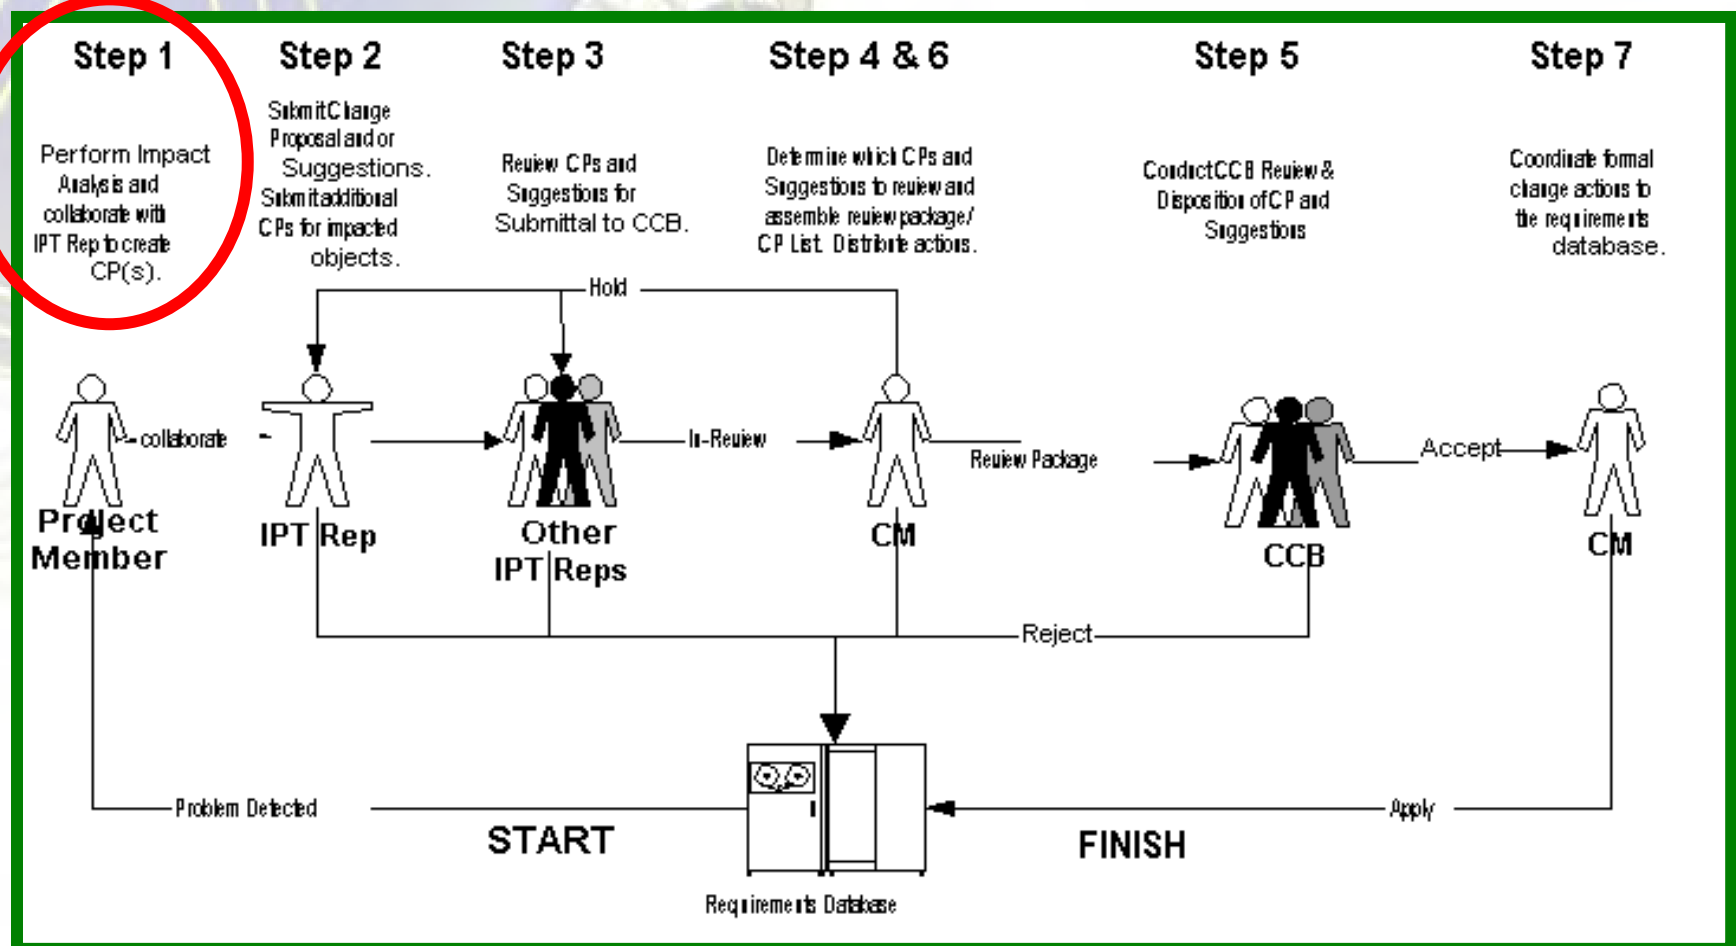 Step 1
Step 2
Step 3
Step 4 & 6
Step 5
Step 7
Perform Impact
Analysis and
collaborate with
IPT Rep to create
CP(s).
Submit Change
Proposal and or
Suggestions.
Submit additional
CPs for impacted
objects.
Review CPs and
Suggestions for
Submittal to CCB.
Determine which CPs and
Suggestions to review and
assemble review package/
CP List. Distribute actions.
Conduct CCB Review &
Disposition of CP and
Suggestions
Coordinate formal
change actions to
the requirements
database.
Hold
collaborate
In-Review
Review Package
Accept
Project
Member
IPT Rep
Other
IPT Reps
CM
CCB
CM
Reject
Problem Detected
START
Apply
FINISH
Requirements Database